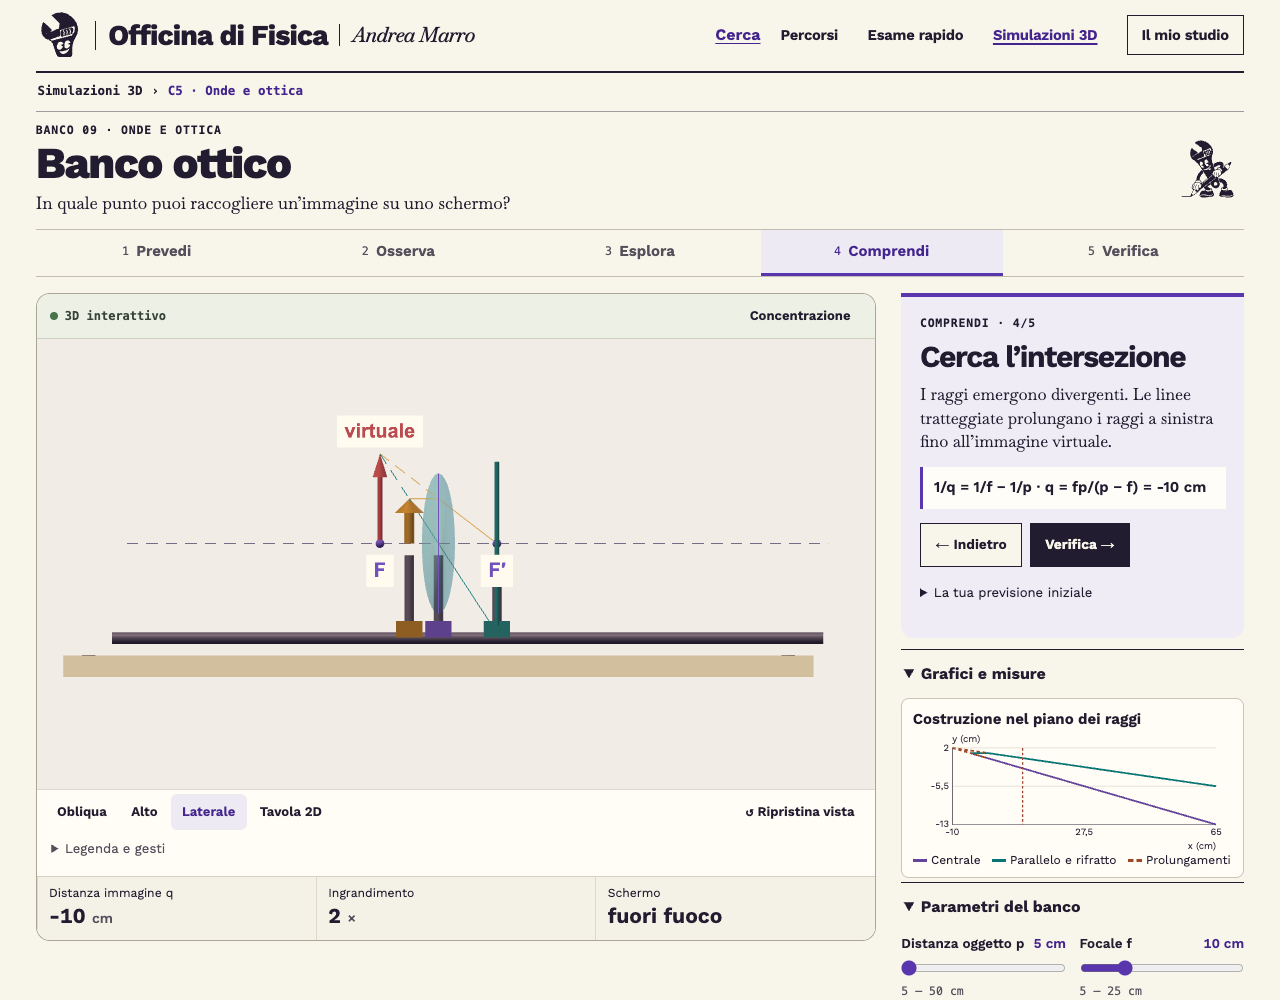 Officina di Fisica
Andrea Marro
Cerca
Percorsi
Esame rapido
Simulazioni 3D
Il mio studio
Simulazioni 3D › C5 · Onde e ottica
BANCO 09 · ONDE E OTTICA
Banco ottico
In quale punto puoi raccogliere un’immagine su uno schermo?
1 Prevedi
2 Osserva
3 Esplora
4 Comprendi
5 Verifica
3D interattivo
Concentrazione
virtuale
F
F′
Obliqua
Alto
Laterale
Tavola 2D
↺ Ripristina vista
▶ Legenda e gesti
Distanza immagine q
-10 cm
Ingrandimento
2 ×
Schermo
fuori fuoco
COMPRENDI · 4/5
Cerca l’intersezione
I raggi emergono divergenti. Le linee
tratteggiate prolungano i raggi a sinistra
fino all’immagine virtuale.
1/q = 1/f − 1/p · q = fp/(p − f) = -10 cm
← Indietro
Verifica →
▶ La tua previsione iniziale
▼ Grafici e misure
Costruzione nel piano dei raggi
y (cm)
2
-5,5
-13
-10
27,5
65
x (cm)
Centrale
Parallelo e rifratto
Prolungamenti
▼ Parametri del banco
Distanza oggetto p 5 cm
Focale f 10 cm
5 — 50 cm
5 — 25 cm